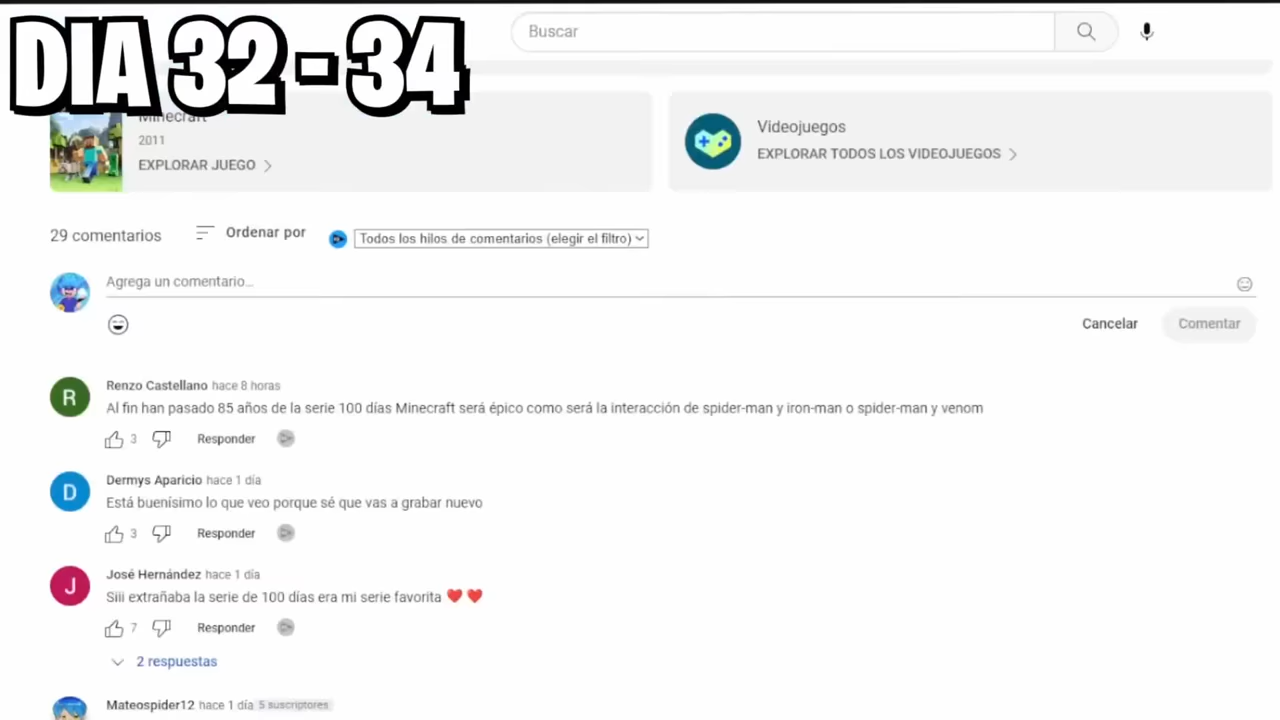 DIA 32 - 34
Buscar
Minecraft
2011
EXPLORAR JUEGO
Videojuegos
EXPLORAR TODOS LOS VIDEOJUEGOS
29 comentarios
Ordenar por
Todos los hilos de comentarios (elegir el filtro)
Agrega un comentario...
Cancelar
Comentar
R
Renzo Castellano hace 8 horas
Al fin han pasado 85 años de la serie 100 días Minecraft será épico como será la interacción de spider-man y iron-man o spider-man y venom
3
Responder
D
Dermys Aparicio hace 1 día
Está buenísimo lo que veo porque sé que vas a grabar nuevo
3
Responder
J
José Hernández hace 1 día
Siii extrañaba la serie de 100 días era mi serie favorita ❤️ ❤️
7
Responder
2 respuestas
Mateospider12 hace 1 día 5 suscriptores